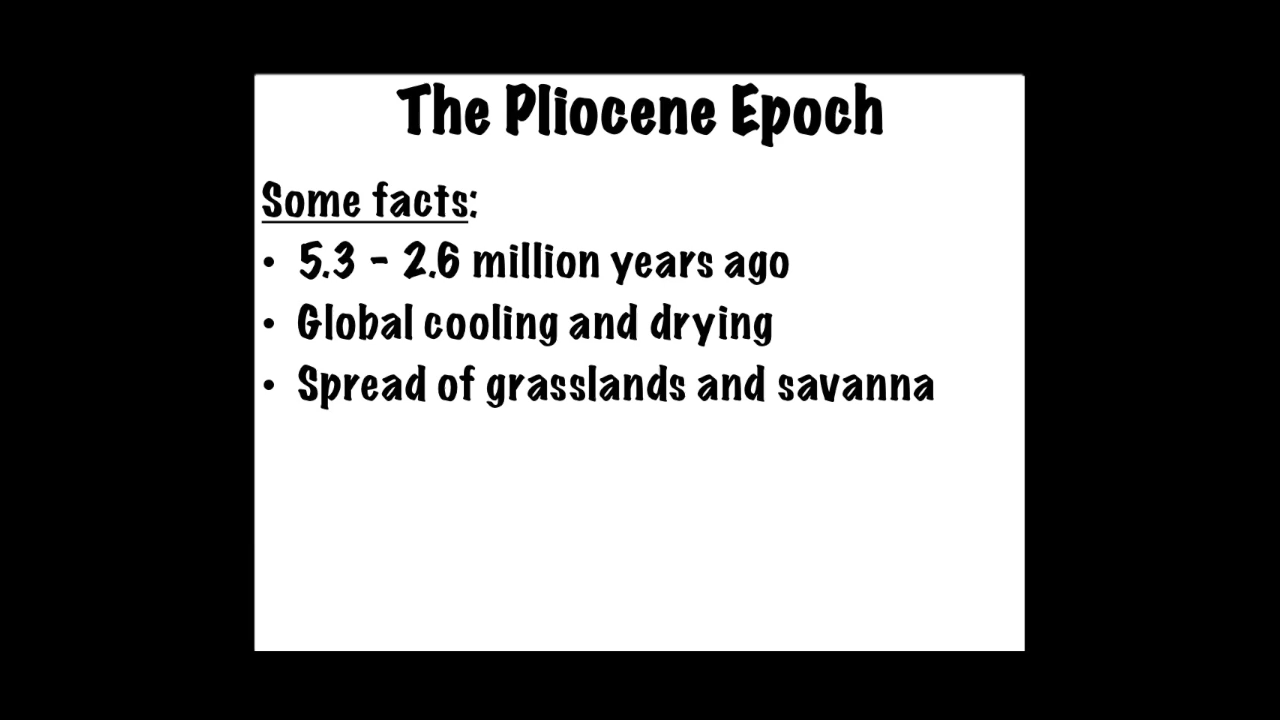 The Pliocene Epoch
Some facts:
• 5.3 - 2.6 million years ago
• Global cooling and drying
• Spread of grasslands and savanna